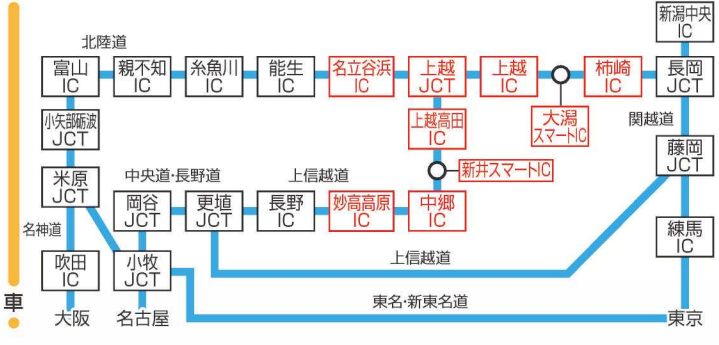 新潟中央
IC
北陸道
富山
IC
親不知
IC
糸魚川
IC
能生
IC
名立谷浜
IC
上越
JCT
上越
IC
柿崎
IC
長岡
JCT
小矢部砺波
JCT
上越高田
IC
大潟
スマートIC
関越道
藤岡
JCT
新井スマートIC
米原
JCT
中央道・長野道
上信越道
岡谷
JCT
更埴
JCT
長野
IC
妙高高原
IC
中郷
IC
練馬
IC
名神道
吹田
IC
小牧
JCT
上信越道
東名・新東名道
車
大阪
名古屋
東京